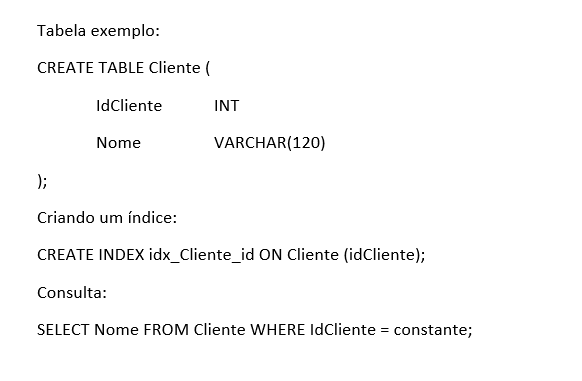 Tabela exemplo:
CREATE TABLE Cliente (
IdCliente INT
Nome VARCHAR(120)
);
Criando um índice:
CREATE INDEX idx_Cliente_id ON Cliente (idCliente);
Consulta:
SELECT Nome FROM Cliente WHERE IdCliente = constante;